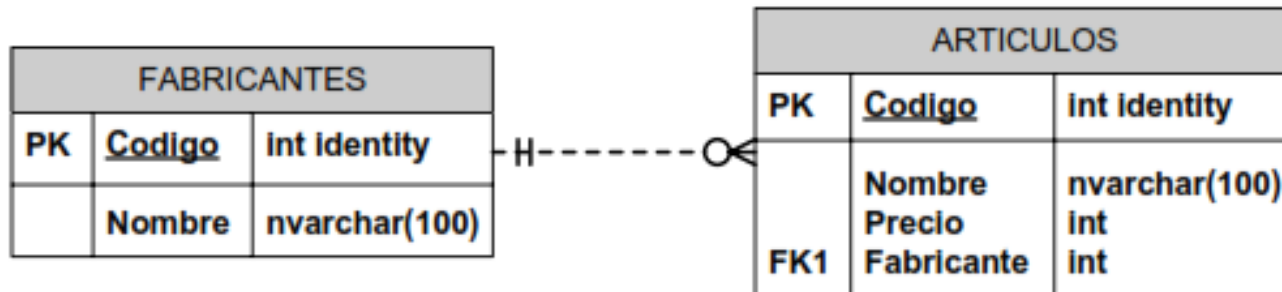 FABRICANTES
PK Codigo int identity
Nombre nvarchar(100)
ARTICULOS
PK Codigo int identity
Nombre nvarchar(100)
Precio int
FK1 Fabricante int